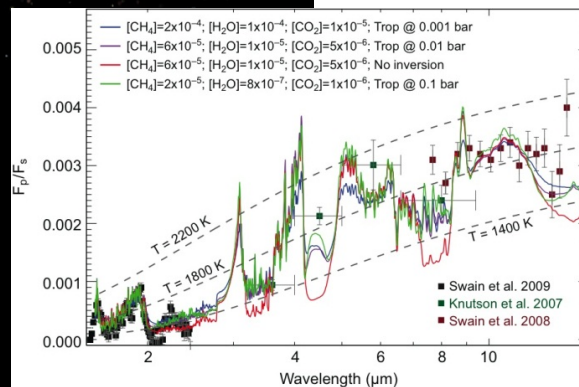 [CH4]=2x10⁻⁴; [H2O]=1x10⁻⁴; [CO2]=1x10⁻⁵; Trop @ 0.001 bar
[CH4]=6x10⁻⁵; [H2O]=1x10⁻⁵; [CO2]=5x10⁻⁶; Trop @ 0.01 bar
[CH4]=6x10⁻⁵; [H2O]=1x10⁻⁵; [CO2]=5x10⁻⁶; No inversion
[CH4]=2x10⁻⁵; [H2O]=8x10⁻⁷; [CO2]=1x10⁻⁶; Trop @ 0.1 bar
0.005
0.004
0.003
0.002
0.001
0.000
Fp/Fs
T = 2200 K
T = 1800 K
T = 1400 K
Swain et al. 2009
Knutson et al. 2007
Swain et al. 2008
2
4
6
8
10
Wavelength (μm)